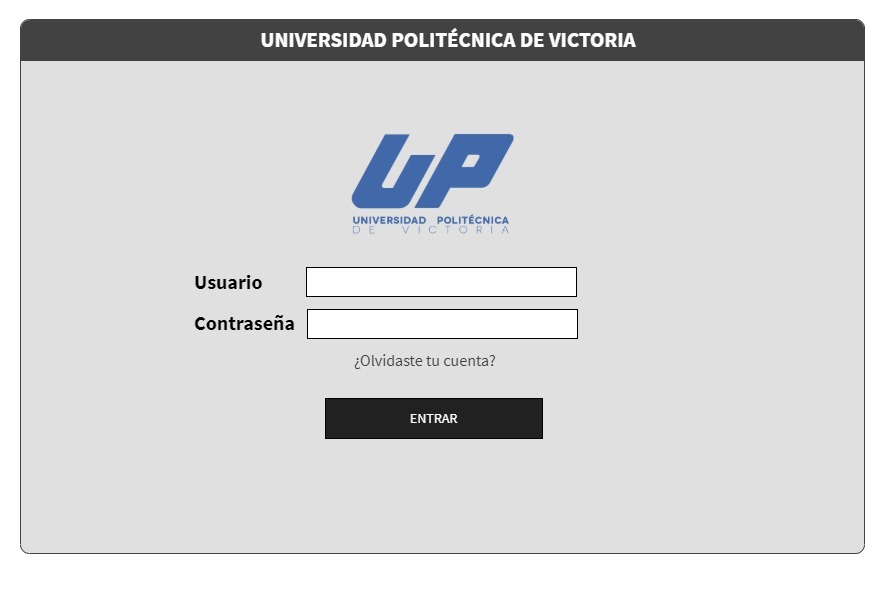 UNIVERSIDAD POLITÉCNICA DE VICTORIA
UP
UNIVERSIDAD POLITÉCNICA
DE VICTORIA
Usuario
Contraseña
¿Olvidaste tu cuenta?
ENTRAR